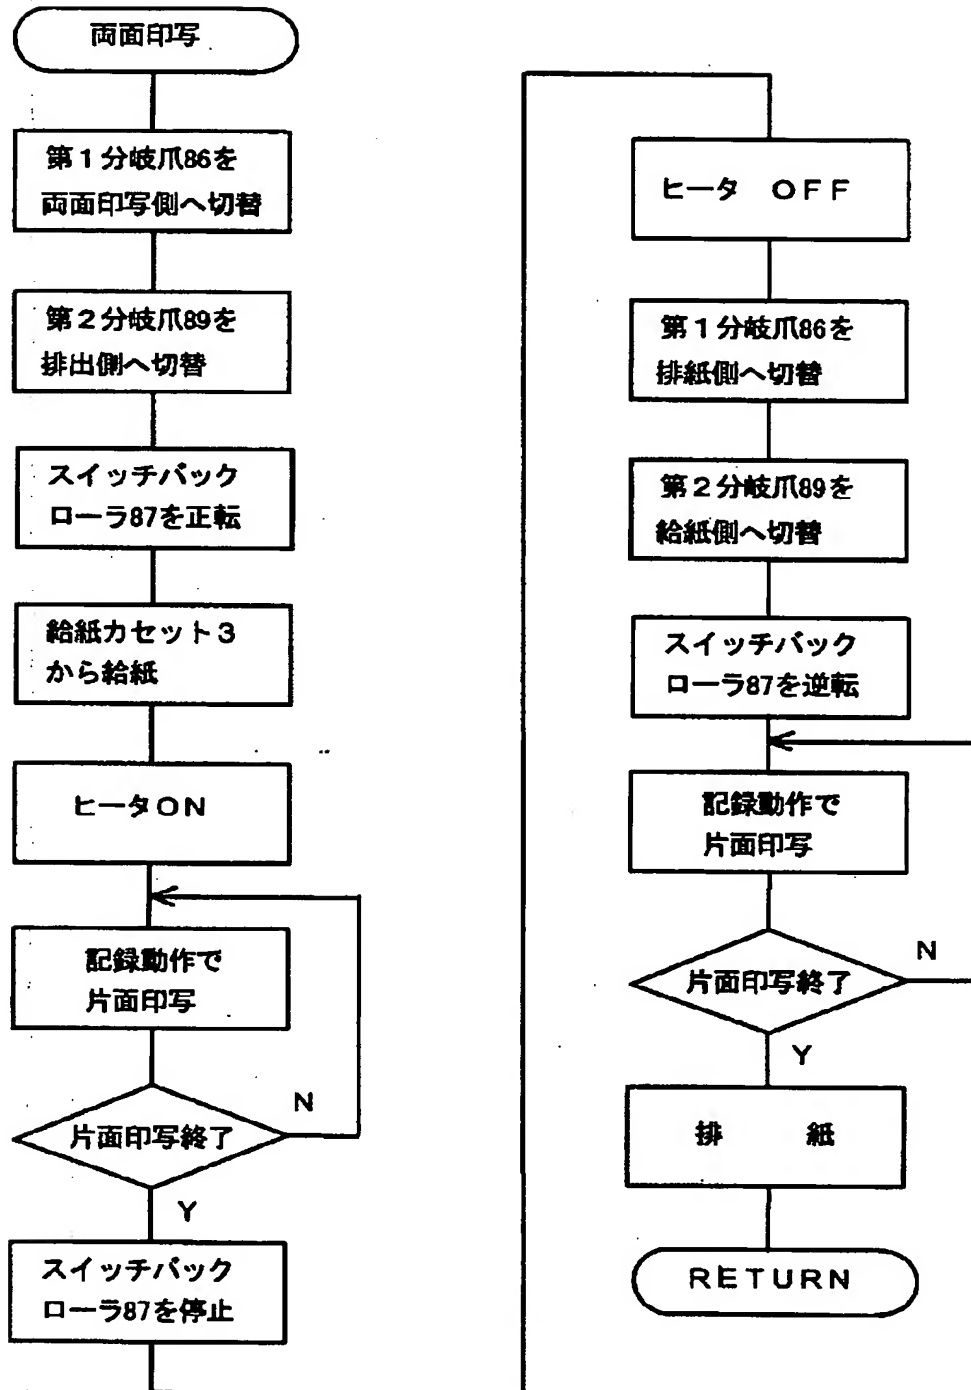 両面印写
第１分岐爪86を
両面印写側へ切替
第２分岐爪89を
排出側へ切替
スイッチバック
ローラ87を正転
給紙カセット３
から給紙
ヒータＯＮ
記録動作で
片面印写
片面印写終了
N
Y
スイッチバック
ローラ87を停止
ヒータ　ＯＦＦ
第１分岐爪86を
排紙側へ切替
第２分岐爪89を
給紙側へ切替
スイッチバック
ローラ87を逆転
記録動作で
片面印写
片面印写終了
N
Y
排　　紙
RETURN